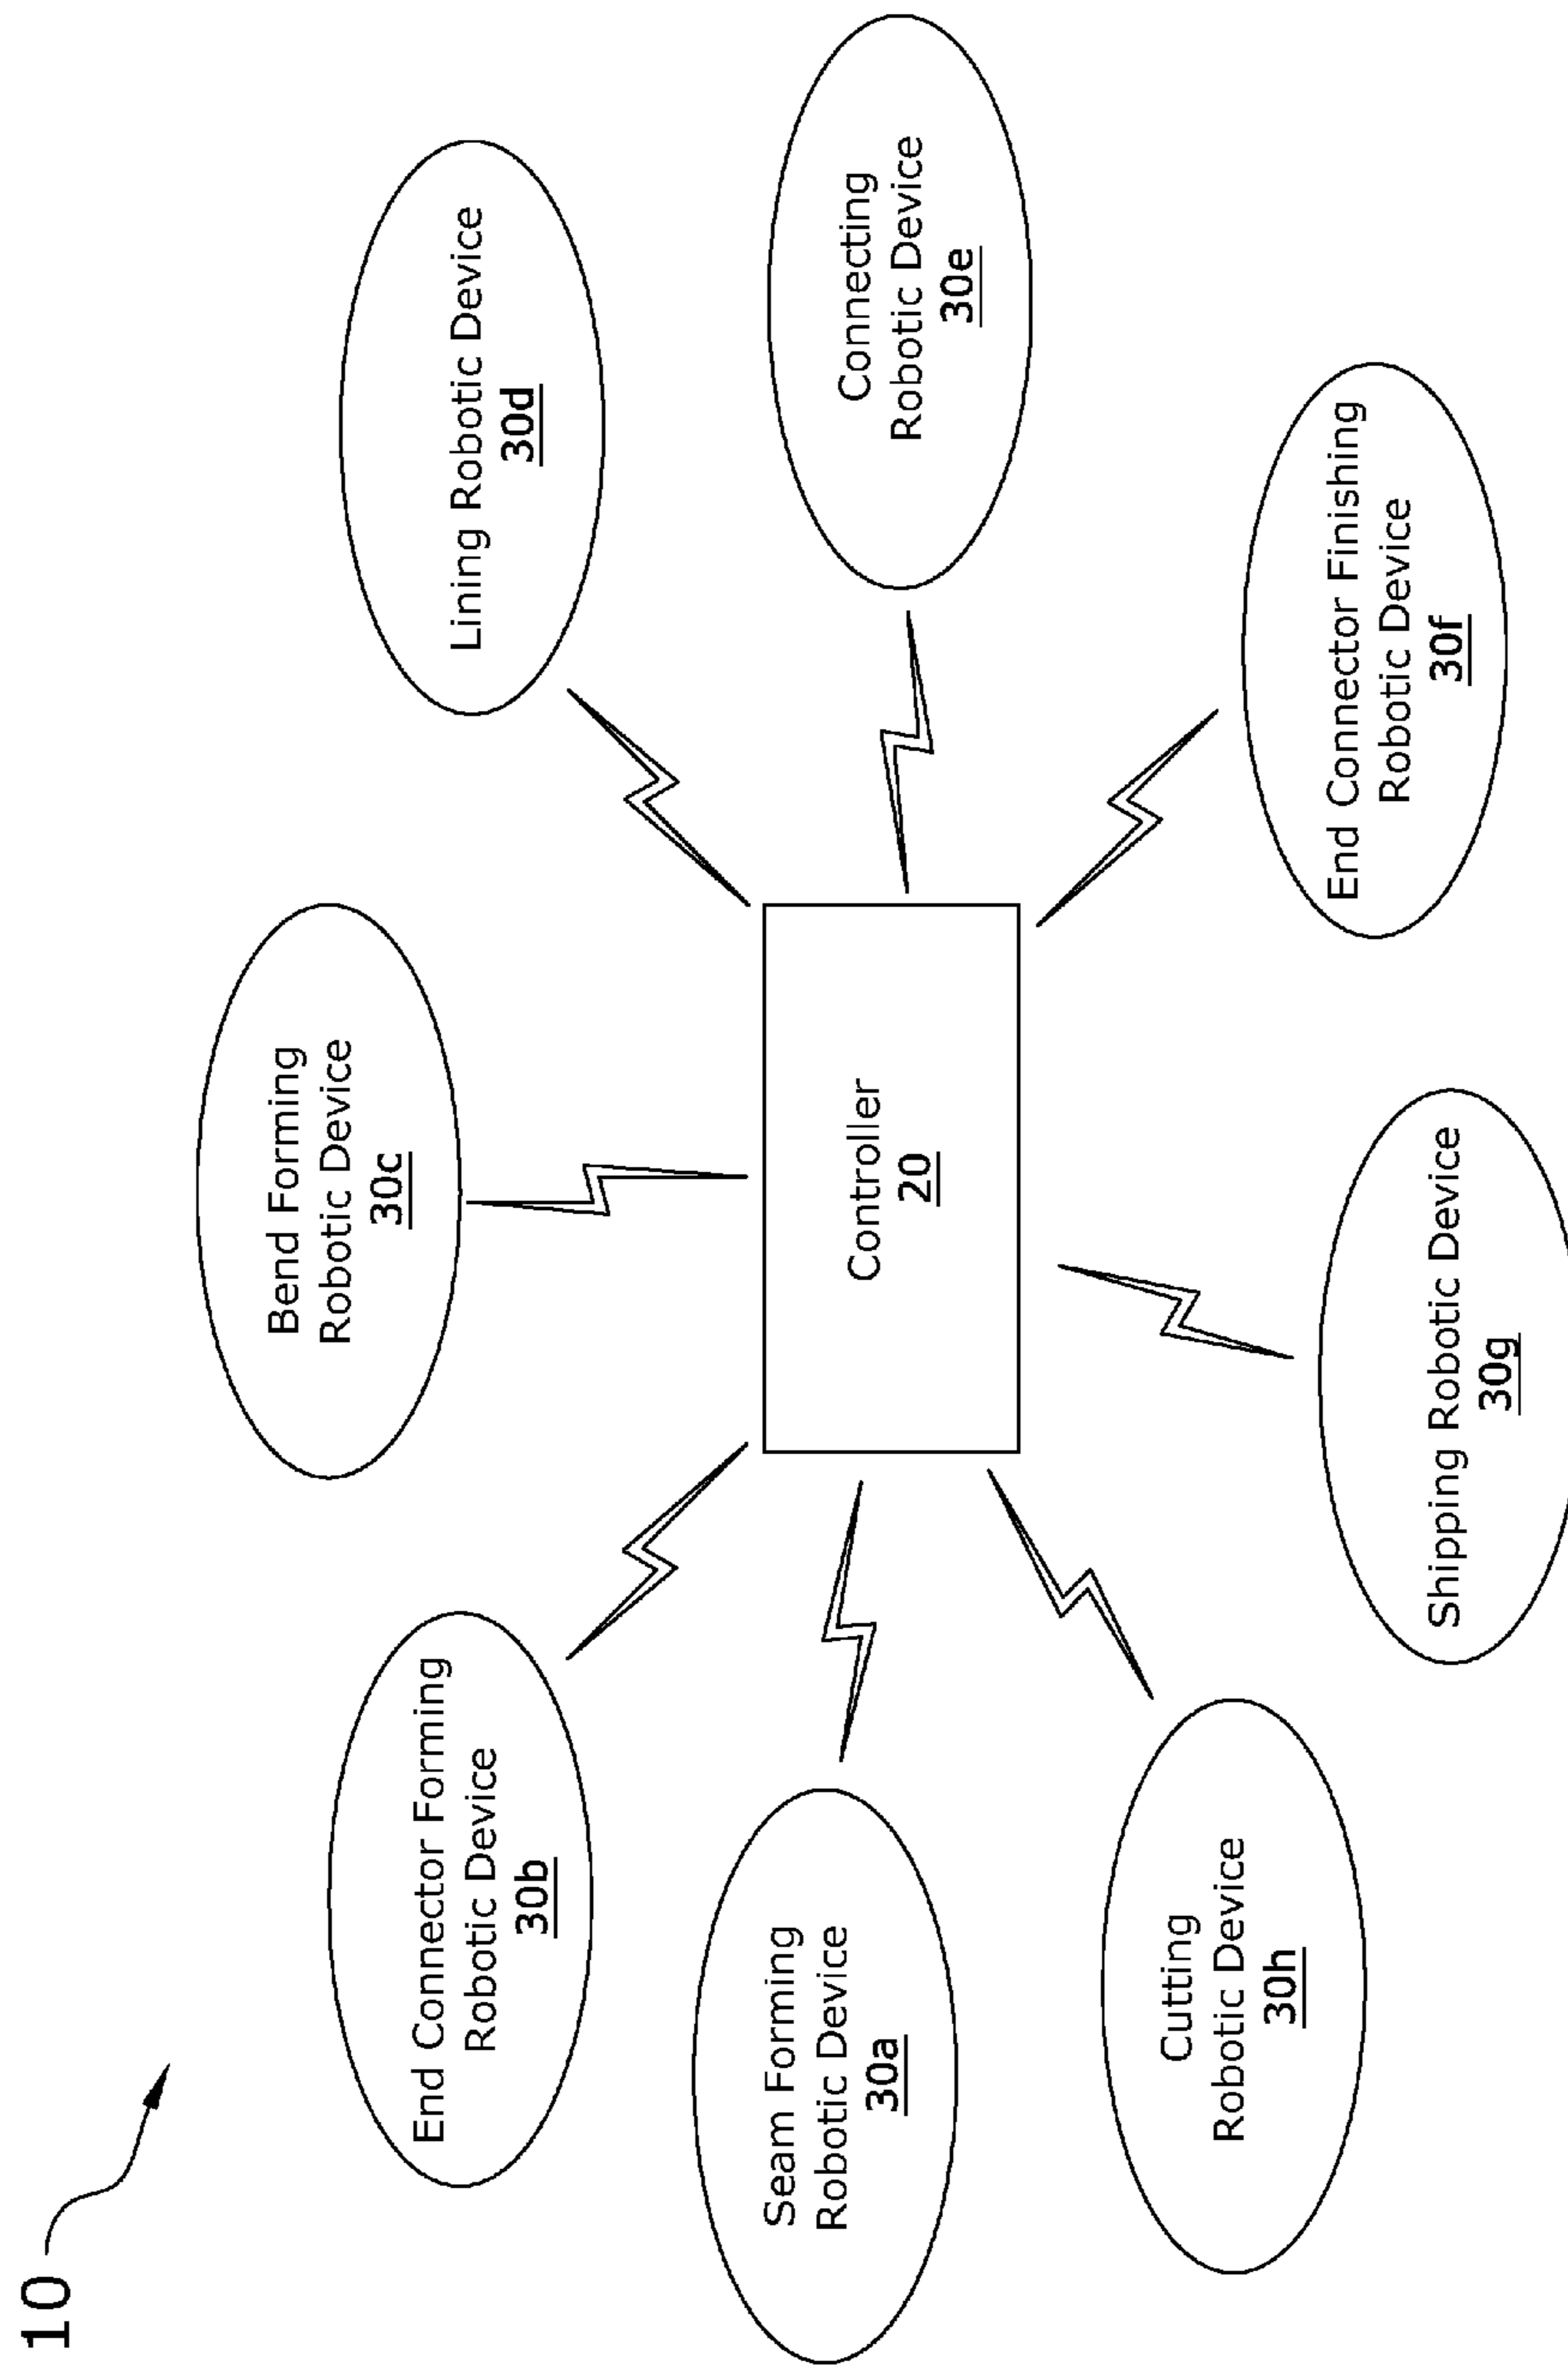 10
Bend Forming
Robotic Device
30c
End Connector Forming
Robotic Device
30b
Lining Robotic Device
30d
Seam Forming
Robotic Device
30a
Controller
20
Connecting
Robotic Device
30e
Cutting
Robotic Device
30h
Shipping Robotic Device
30g
End Connector Finishing
Robotic Device
30f